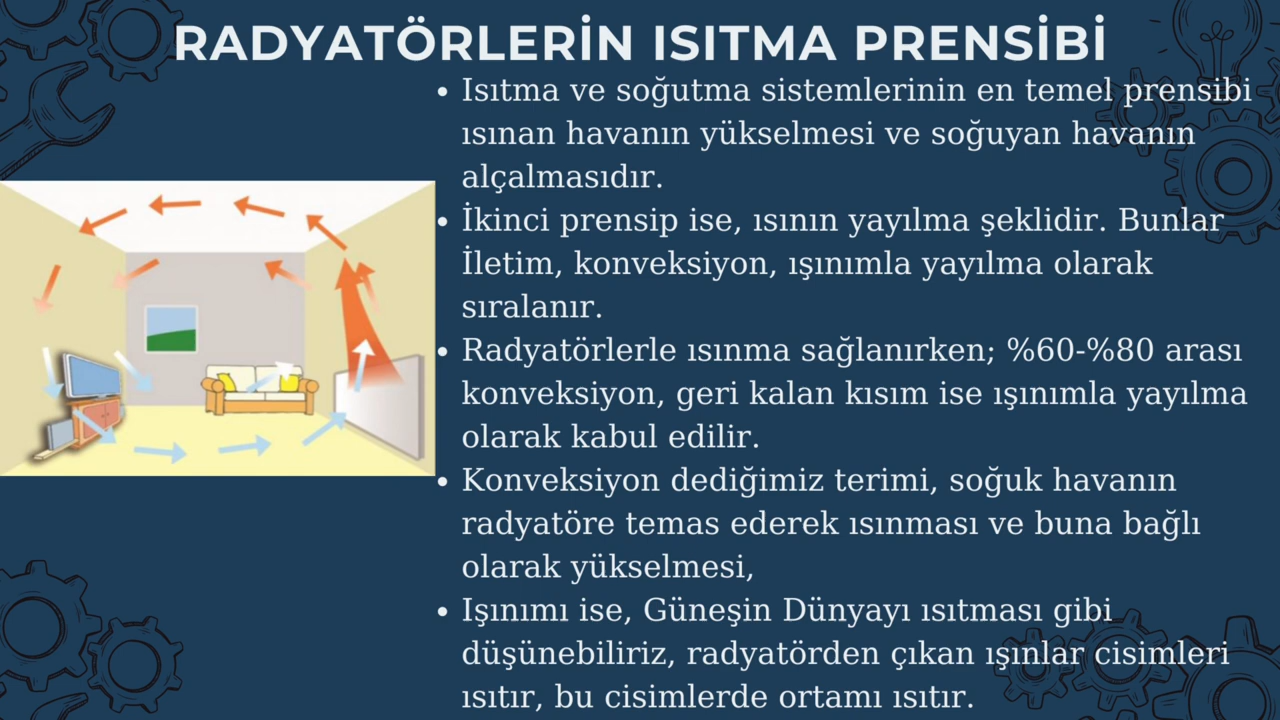 RADYATÖRLERİN ISITMA PRENSİBİ
• Isıtma ve soğutma sistemlerinin en temel prensibi
ısınan havanın yükselmesi ve soğuyan havanın
alçalmasıdır.
• İkinci prensip ise, ısının yayılma şeklidir. Bunlar
İletim, konveksiyon, ışınımla yayılma olarak
sıralanır.
• Radyatörlerle ısınma sağlanırken; %60-%80 arası
konveksiyon, geri kalan kısım ise ışınımla yayılma
olarak kabul edilir.
• Konveksiyon dediğimiz terimi, soğuk havanın
radyatöre temas ederek ısınması ve buna bağlı
olarak yükselmesi,
• Işınımı ise, Güneşin Dünyayı ısıtması gibi
düşünebiliriz, radyatörden çıkan ışınlar cisimleri
ısıtır, bu cisimlerde ortamı ısıtır.